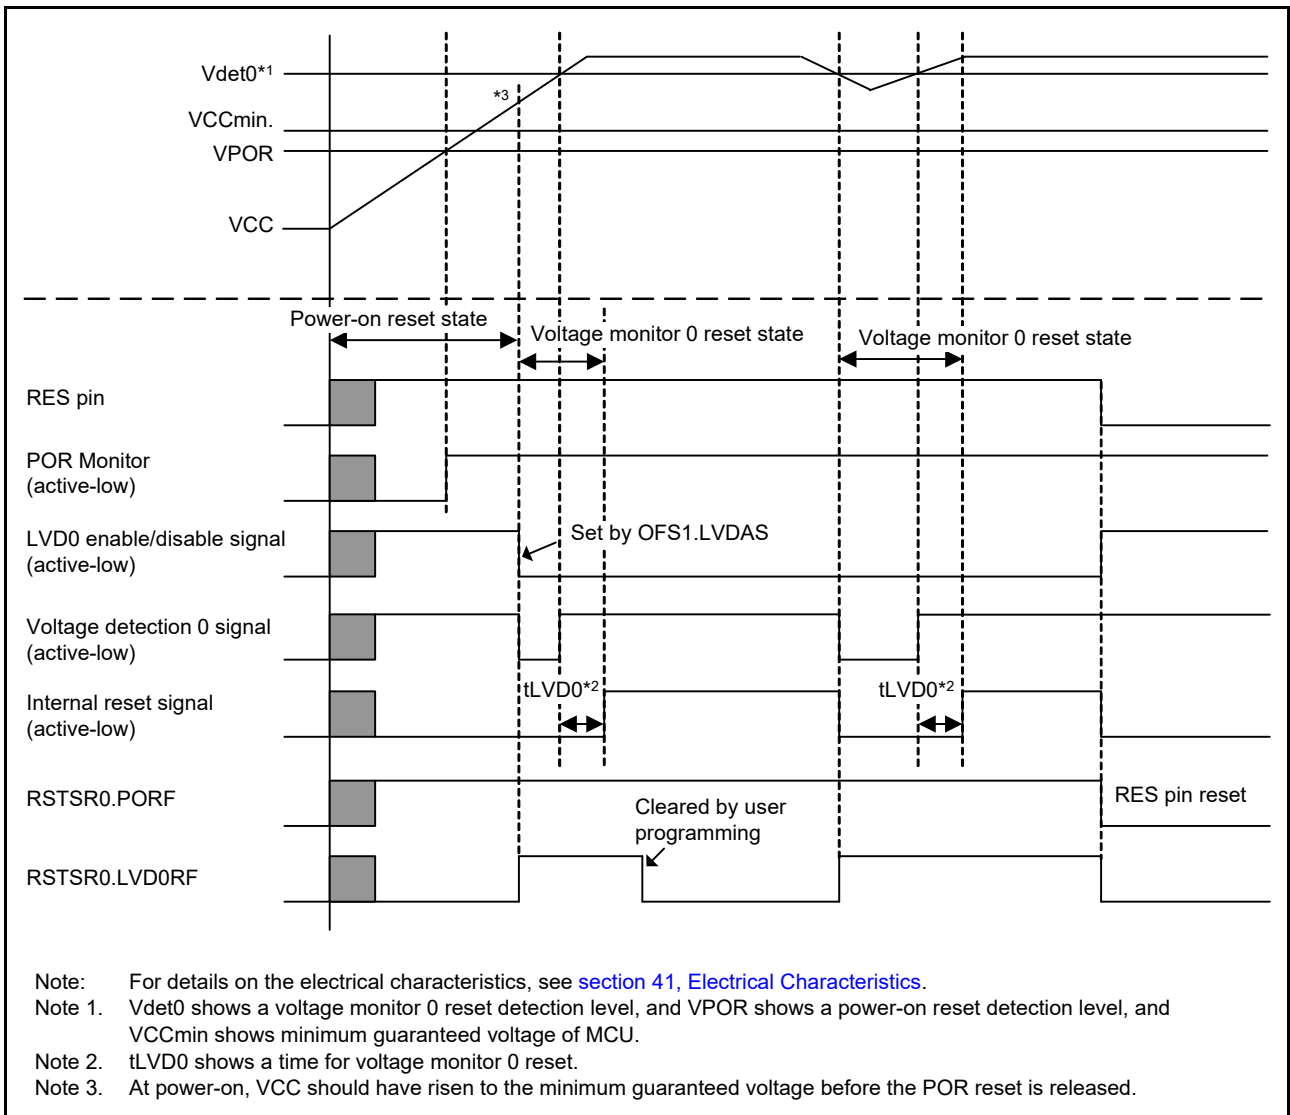 Vdet0*1
*3
VCCmin.
VPOR
VCC
Power-on reset state
Voltage monitor 0 reset state
Voltage monitor 0 reset state
RES pin
POR Monitor
(active-low)
LVD0 enable/disable signal
(active-low)
Set by OFS1.LVDAS
Voltage detection 0 signal
(active-low)
tLVD0*2
tLVD0*2
Internal reset signal
(active-low)
RSTSR0.PORF
RES pin reset
Cleared by user
programming
RSTSR0.LVD0RF
Note: For details on the electrical characteristics, see section 41, Electrical Characteristics.
Note 1. Vdet0 shows a voltage monitor 0 reset detection level, and VPOR shows a power-on reset detection level, and
VCCmin shows minimum guaranteed voltage of MCU.
Note 2. tLVD0 shows a time for voltage monitor 0 reset.
Note 3. At power-on, VCC should have risen to the minimum guaranteed voltage before the POR reset is released.